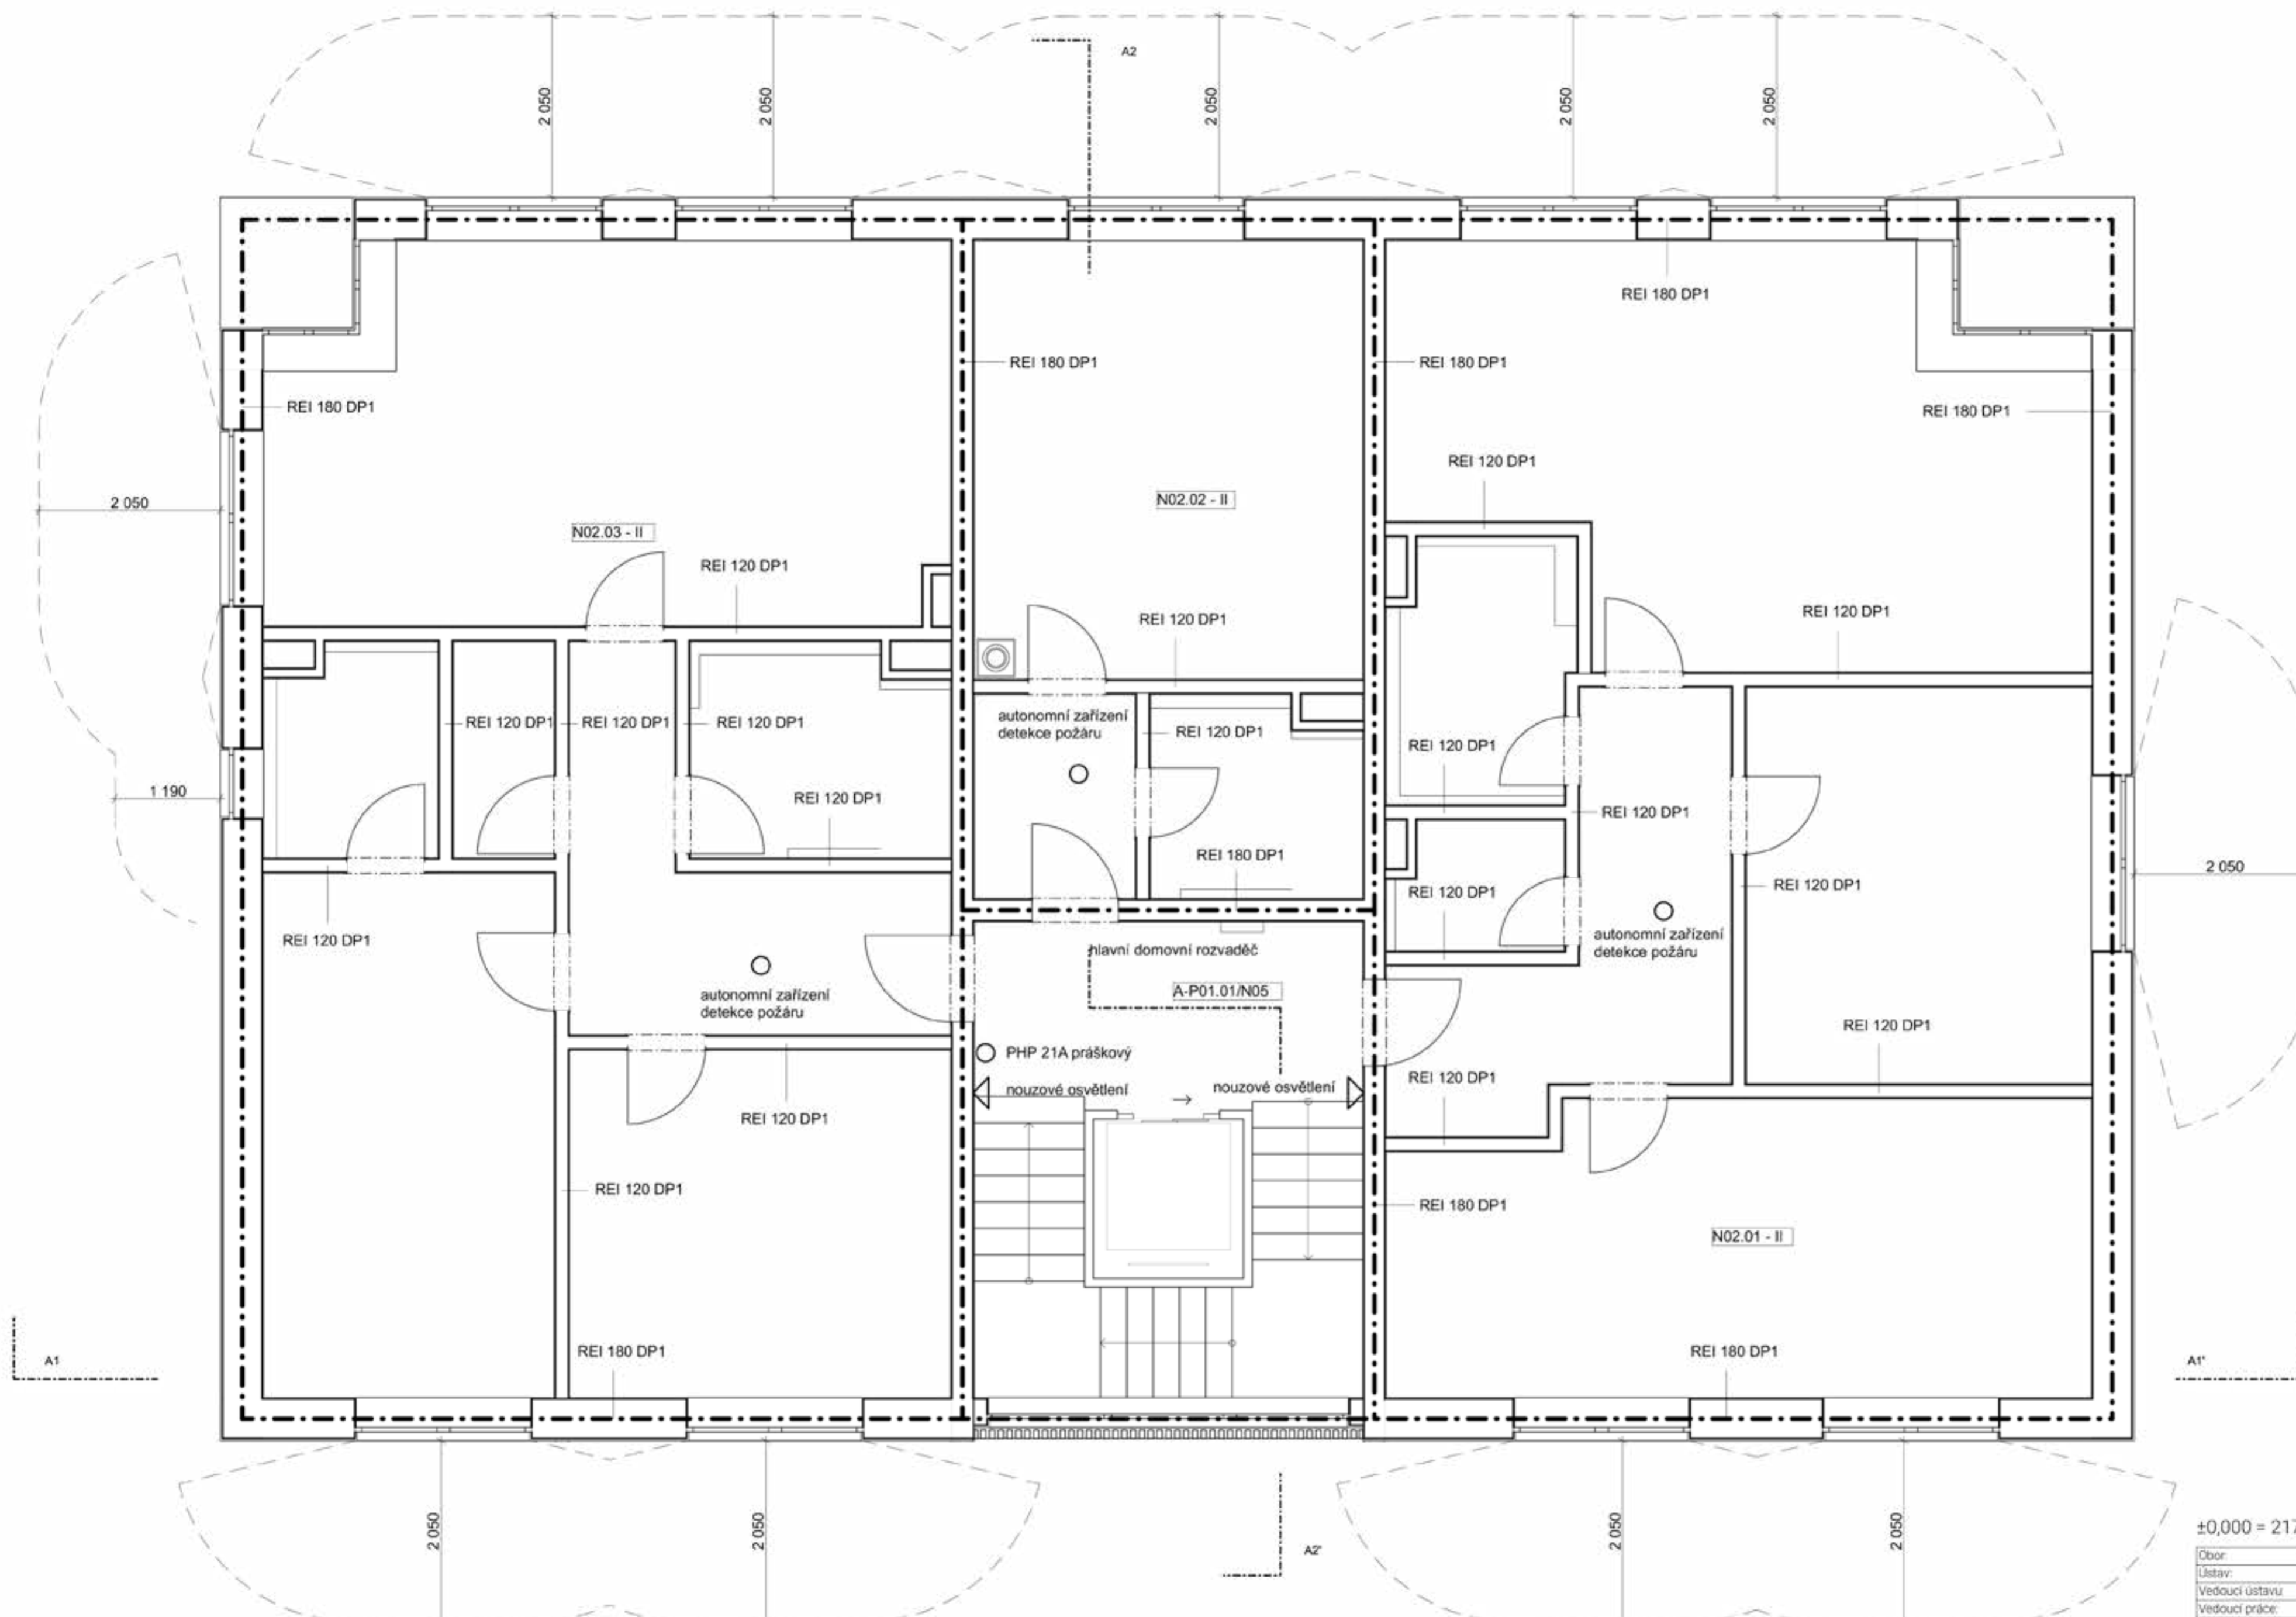 A2
2 050
2 050
2 050
2 050
2 050
REI 180 DP1
REI 180 DP1
REI 180 DP1
REI 180 DP1
REI 180 DP1
REI 120 DP1
2 050
N02.02 - II
N02.03 - II
REI 120 DP1
REI 120 DP1
REI 120 DP1
REI 120 DP1
REI 120 DP1
REI 120 DP1
autonomní zařízení
detekce požáru
REI 120 DP1
REI 120 DP1
1 190
REI 120 DP1
REI 120 DP1
REI 180 DP1
2 050
REI 120 DP1
REI 120 DP1
REI 120 DP1
autonomní zařízení
detekce požáru
hlavní domovní rozvaděč
A-P01.01/N05
autonomní zařízení
detekce požáru
REI 120 DP1
PHP 21A práškový
nouzové osvětlení
nouzové osvětlení
REI 120 DP1
REI 120 DP1
REI 120 DP1
REI 180 DP1
N02.01 - II
REI 180 DP1
REI 180 DP1
A1
A1'
2 050
2 050
2 050
2 050
A2'
±0,000 = 217
Obor:
Ústav:
Vedoucí ústavu:
Vedoucí práce: